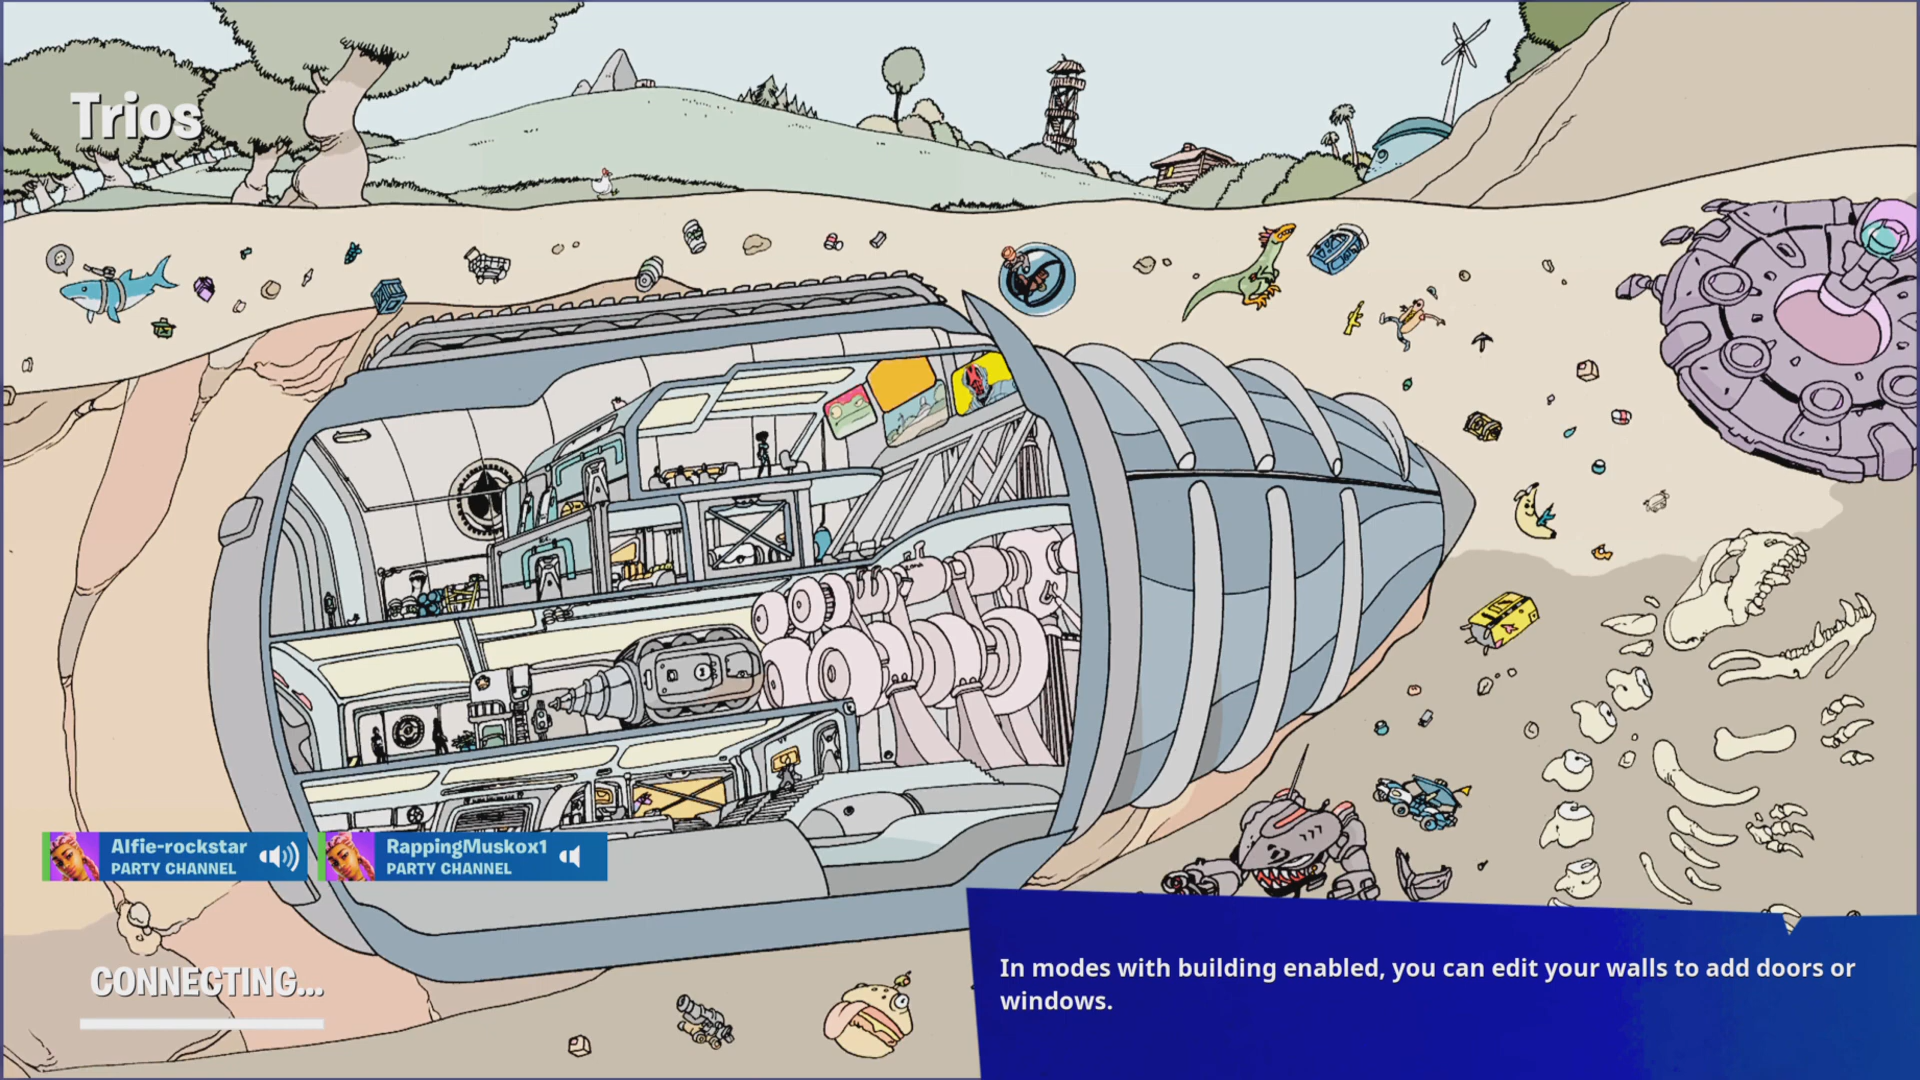 Trios
Alfie-rockstar
PARTY CHANNEL
RappingMuskox1
PARTY CHANNEL
CONNECTING...
In modes with building enabled, you can edit your walls to add doors or
windows.